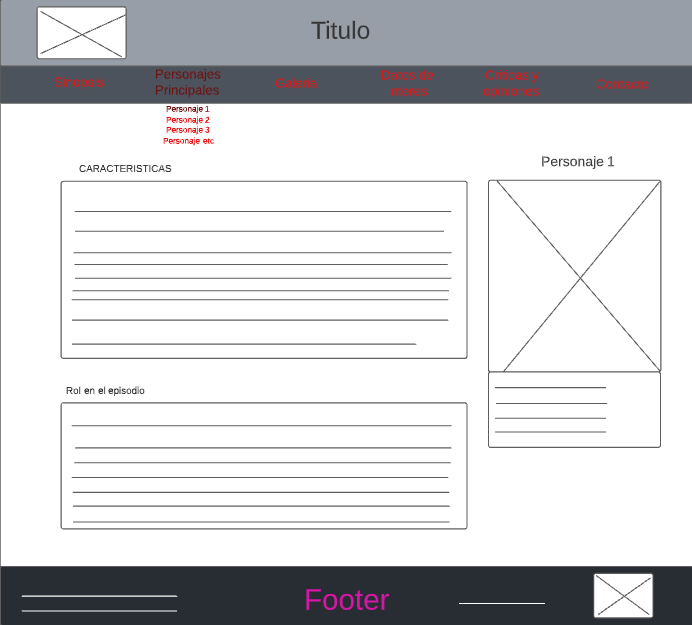 Titulo
Sinopsis
Personajes
Principales
Galeria
Datos de
interes
Criticas y
opiniones
Contacto
Personaje 1
Personaje 2
Personaje 3
Personaje etc
CARACTERISTICAS
Personaje 1
Rol en el episodio
Footer